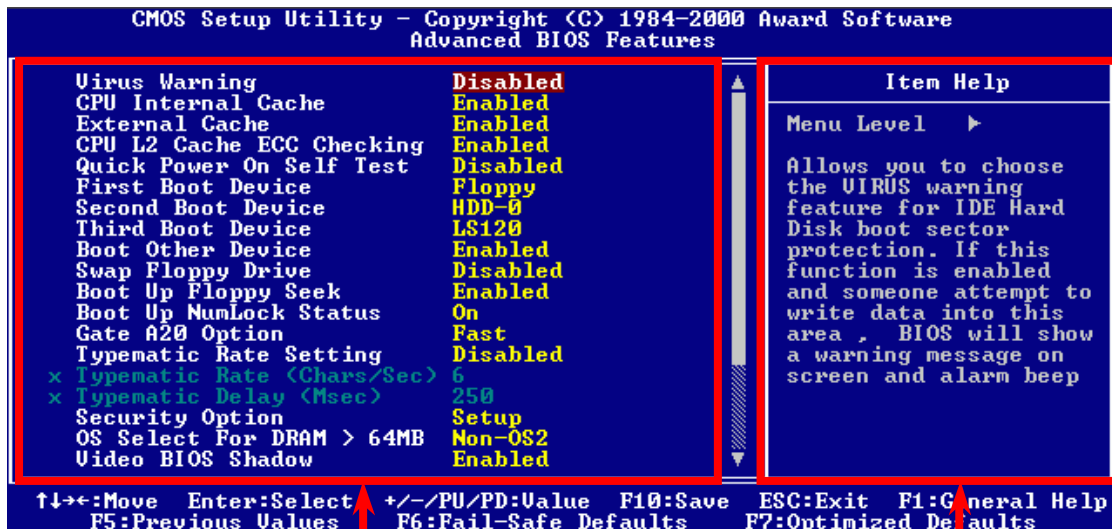 CMOS Setup Utility – Copyright (C) 1984–2000 Award Software
Advanced BIOS Features
Virus Warning Disabled
CPU Internal Cache Enabled
External Cache Enabled
CPU L2 Cache ECC Checking Enabled
Quick Power On Self Test Disabled
First Boot Device Floppy
Second Boot Device HDD-0
Third Boot Device LS120
Boot Other Device Enabled
Swap Floppy Drive Disabled
Boot Up Floppy Seek Enabled
Boot Up NumLock Status On
Gate A20 Option Fast
Typematic Rate Setting Disabled
x Typematic Rate (Chars/Sec) 6
x Typematic Delay (Msec) 250
Security Option Setup
OS Select For DRAM > 64MB Non-OS2
Video BIOS Shadow Enabled
Item Help
Menu Level ▶
Allows you to choose
the VIRUS warning
feature for IDE Hard
Disk boot sector
protection. If this
function is enabled
and someone attempt to
write data into this
area , BIOS will show
a warning message on
screen and alarm beep
↑↓→←:Move Enter:Select +/-/PU/PD:Value F10:Save ESC:Exit F1:General Help
F5:Previous Values F6:Fail-Safe Defaults F7:Optimized Defaults